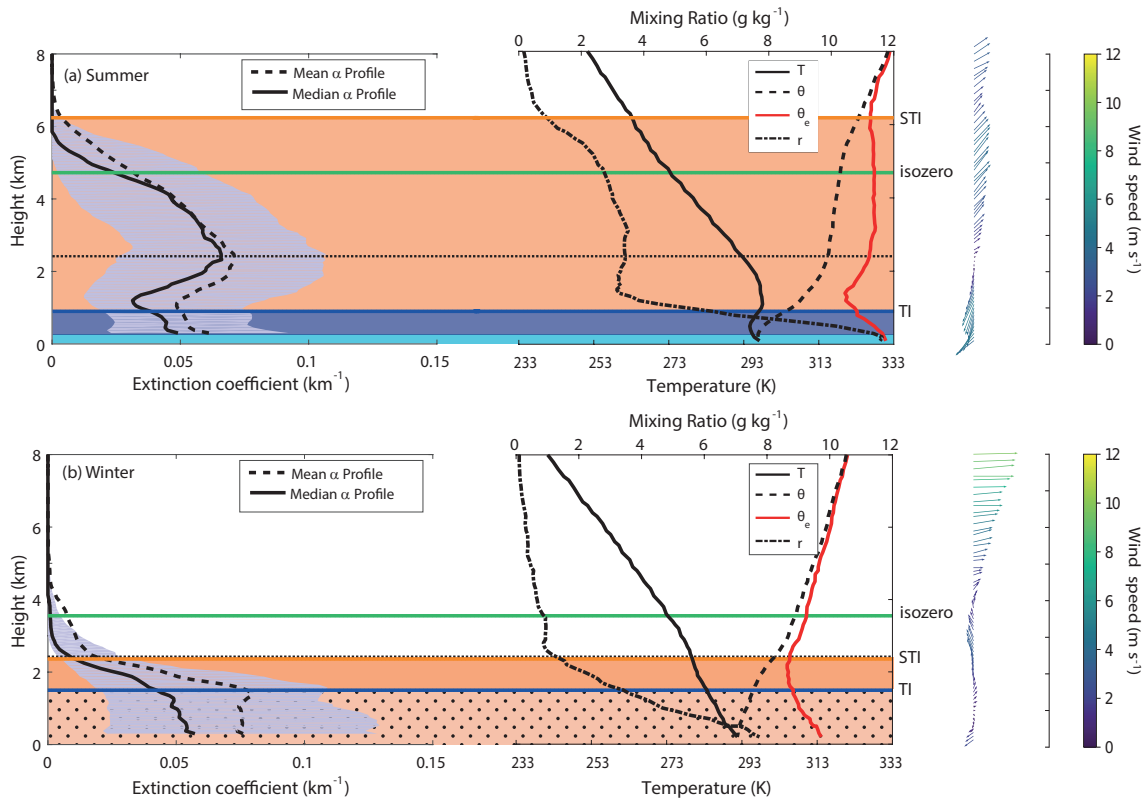 Mixing Ratio (g kg-1)
0 2 4 6 8 10 12
8
(a) Summer
Mean α Profile
Median α Profile
T
θ
θe
r
STI
isozero
TI
6
4
2
0
Height (km)
0.05 0.1 0.15
233 253 273 293 313 333
Extinction coefficient (km-1)
Temperature (K)
12
10
8
6
4
2
0
Wind speed (m s-1)
Mixing Ratio (g kg-1)
0 2 4 6 8 10 12
8
(b) Winter
Mean α Profile
Median α Profile
T
θ
θe
r
isozero
STI
TI
6
4
2
0
Height (km)
0 0.05 0.1 0.15
233 253 273 293 313 333
Extinction coefficient (km-1)
Temperature (K)
12
10
8
6
4
2
0
Wind speed (m s-1)